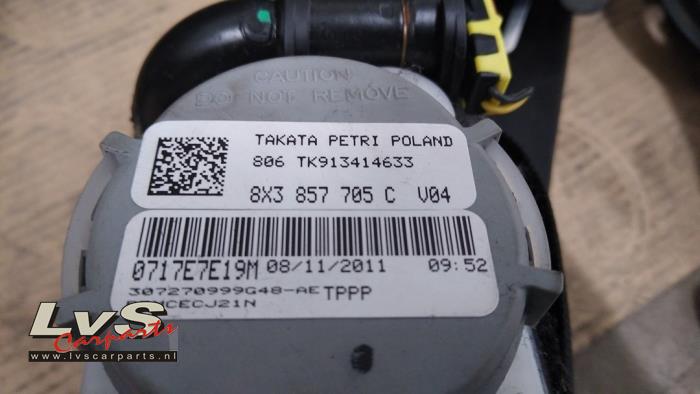 CAUTION
DO NOT REMOVE
TAKATA PETRI POLAND
806 TK913414633
8X3 857 705 C V04
0717E7E19M 08/11/2011 09:52
307270999G48-AE TPPP
CECJ21N
LvS
Carparts
www.lvscarparts.nl